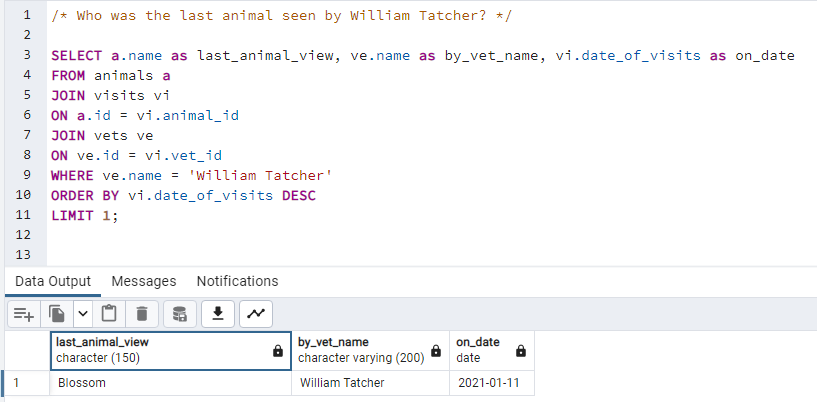 1 /* Who was the last animal seen by William Tatcher? */
2
3 SELECT a.name as last_animal_view, ve.name as by_vet_name, vi.date_of_visits as on_date
4 FROM animals a
5 JOIN visits vi
6 ON a.id = vi.animal_id
7 JOIN vets ve
8 ON ve.id = vi.vet_id
9 WHERE ve.name = 'William Tatcher'
10 ORDER BY vi.date_of_visits DESC
11 LIMIT 1;
12
13
Data Output Messages Notifications
last_animal_view by_vet_name on_date
character (150) character varying (200) date
1 Blossom William Tatcher 2021-01-11